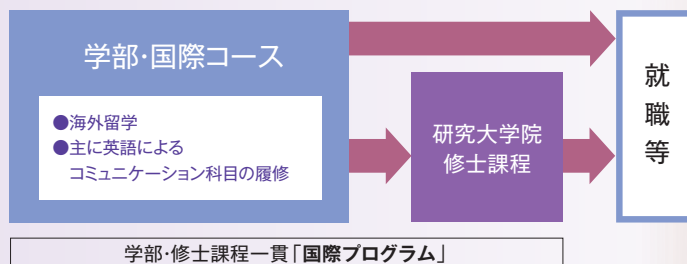 学部・国際コース
●海外留学
●主に英語による
コミュニケーション科目の履修
研究大学院
修士課程
就職等
学部・修士課程一貫「国際プログラム」